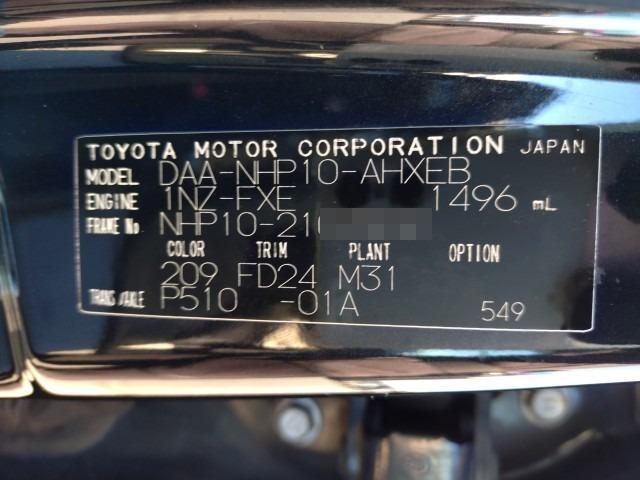 TOYOTA MOTOR CORPORATION JAPAN
MODEL DAA-NHP10-AHXEB
ENGINE 1NZ-FXE 1496 mL
FRAME No NHP10-210
COLOR TRIM PLANT OPTION
209 FD24 M31
TRANS/AXLE P510 -01A 549